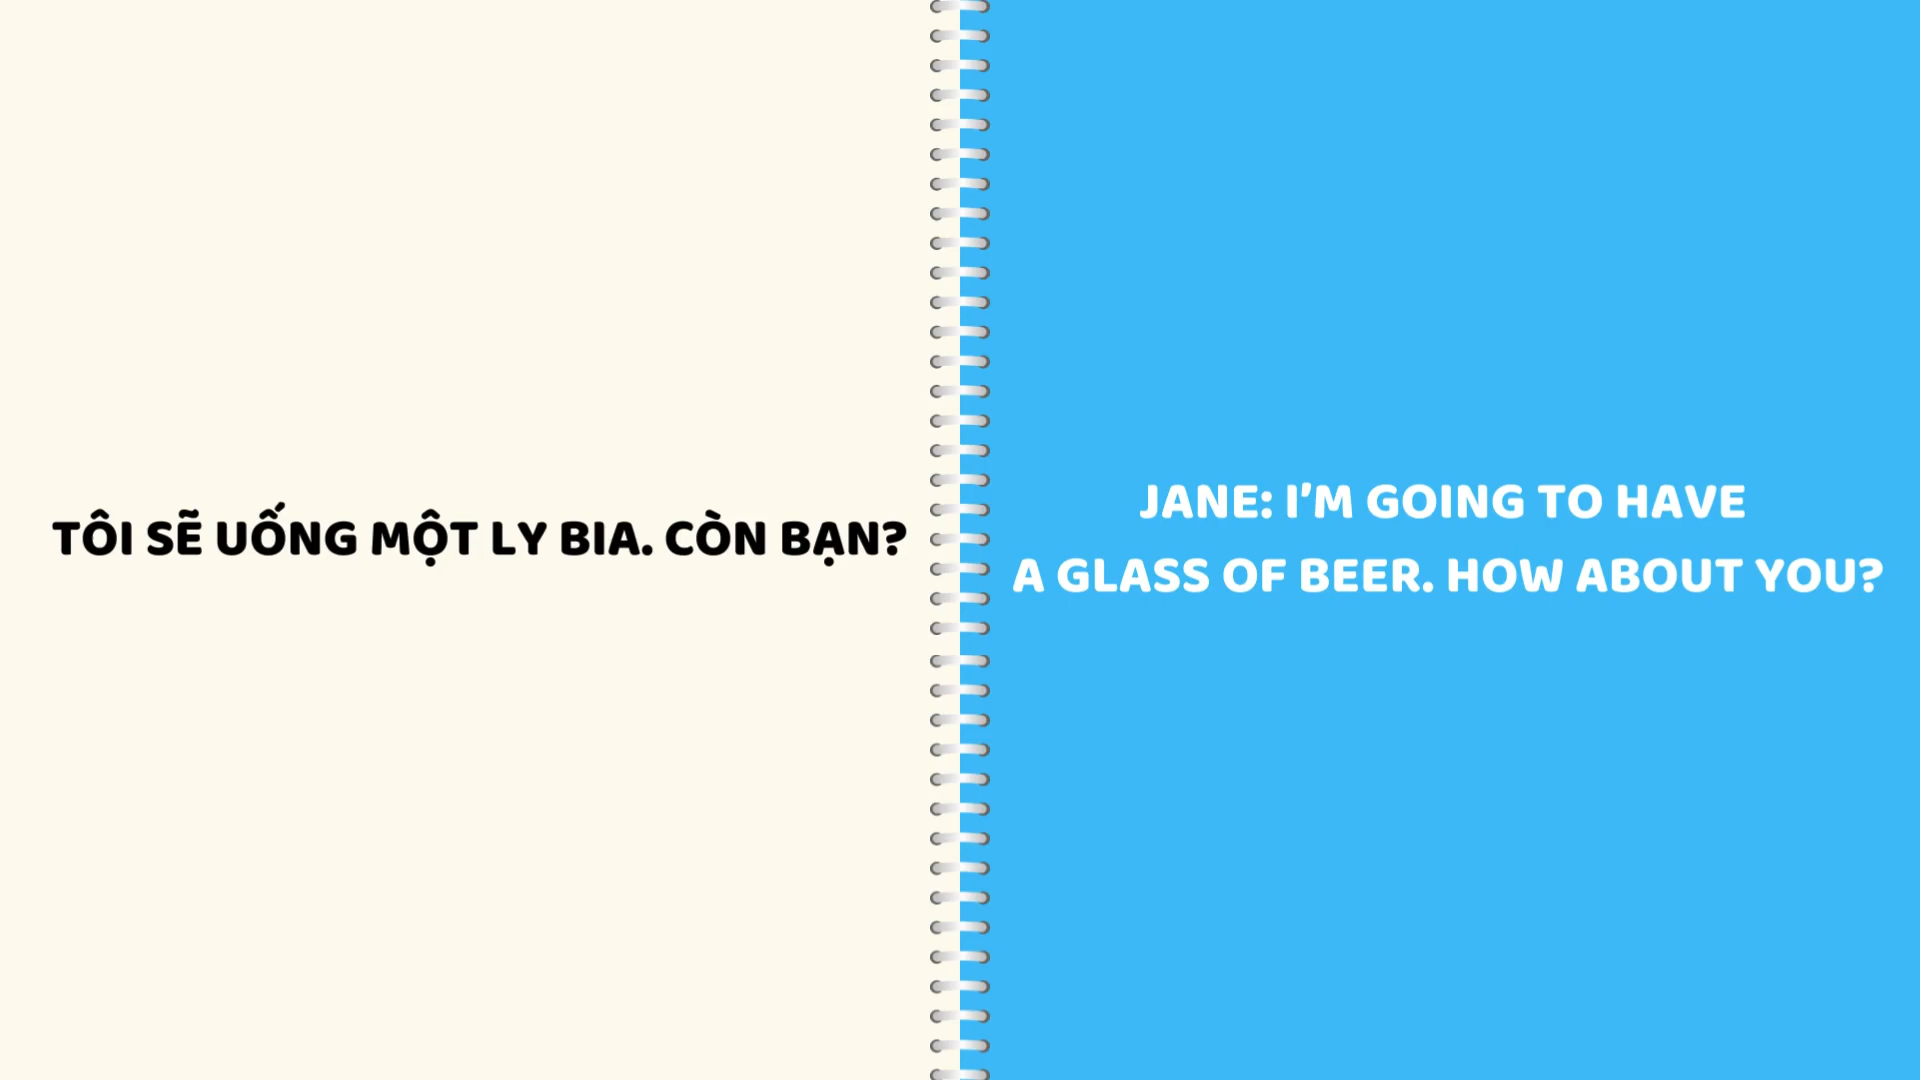 TÔI SẼ UỐNG MỘT LY BIA. CÒN BẠN?
JANE: I'M GOING TO HAVE
A GLASS OF BEER. HOW ABOUT YOU?